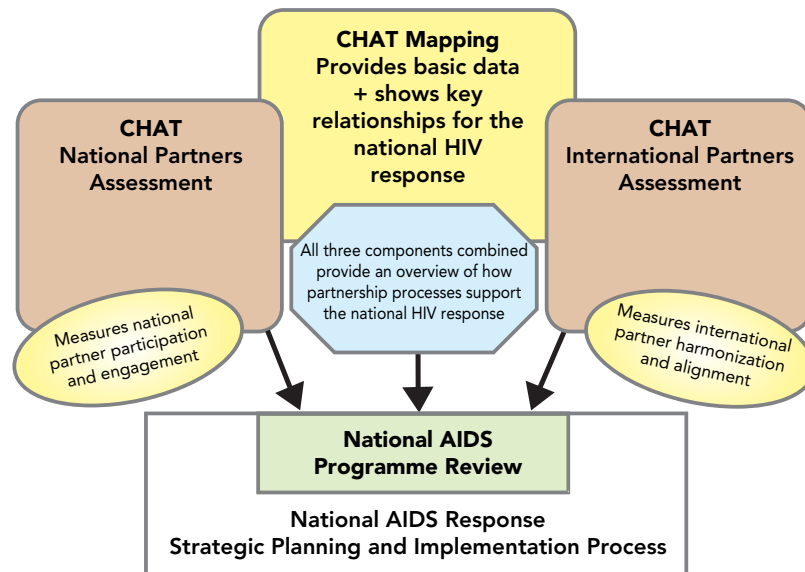 CHAT Mapping
Provides basic data
+ shows key
relationships for the
national HIV
response
CHAT
National Partners
Assessment
CHAT
International Partners
Assessment
All three components combined
provide an overview of how
partnership processes support
the national HIV response
Measures national
partner participation
and engagement
Measures international
partner harmonization
and alignment
National AIDS
Programme Review
National AIDS Response
Strategic Planning and Implementation Process